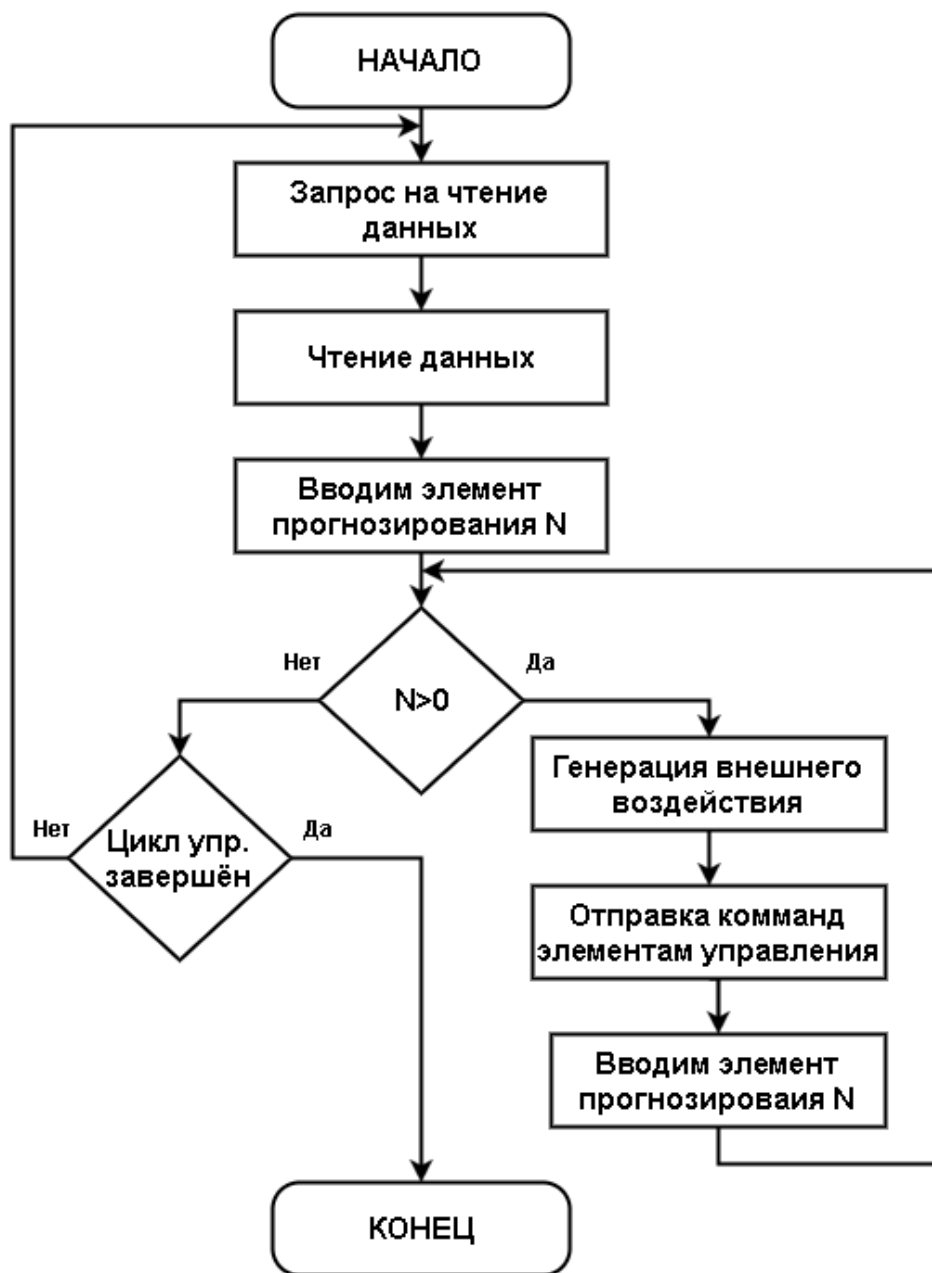 НАЧАЛО
Запрос на чтение
данных
Чтение данных
Вводим элемент
прогнозирования N
Нет
Да
N>0
Генерация внешнего
воздействия
Нет
Да
Цикл упр.
завершён
Отправка комманд
элементам управления
Вводим элемент
прогнозироваия N
КОНЕЦ